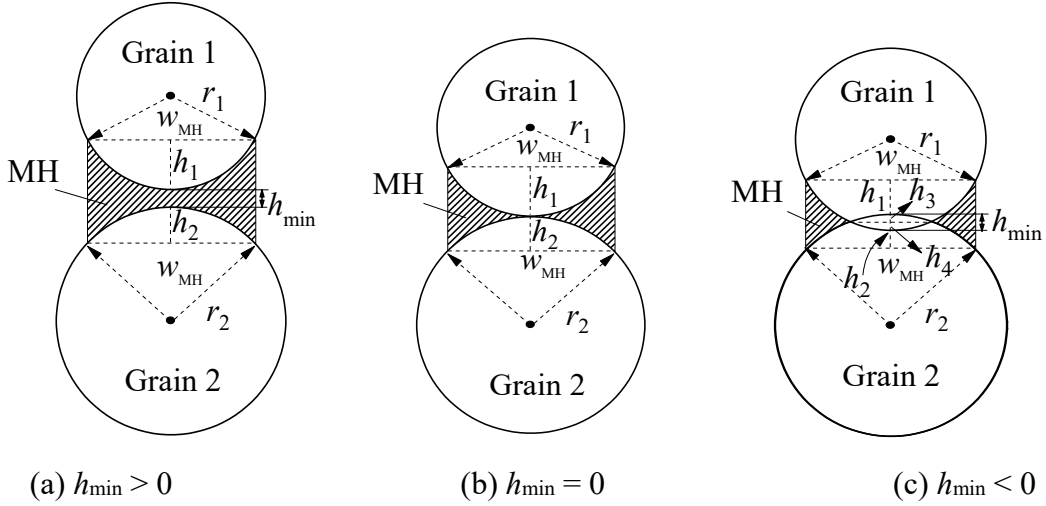 Grain 1
r1
wMH
h1
MH
hmin
h2
wMH
r2
Grain 2
(a) hmin > 0
Grain 1
r1
wMH
h1
MH
h2
wMH
r2
Grain 2
(b) hmin = 0
Grain 1
r1
wMH
h1
h3
MH
hmin
h2
wMH
h4
r2
Grain 2
(c) hmin < 0